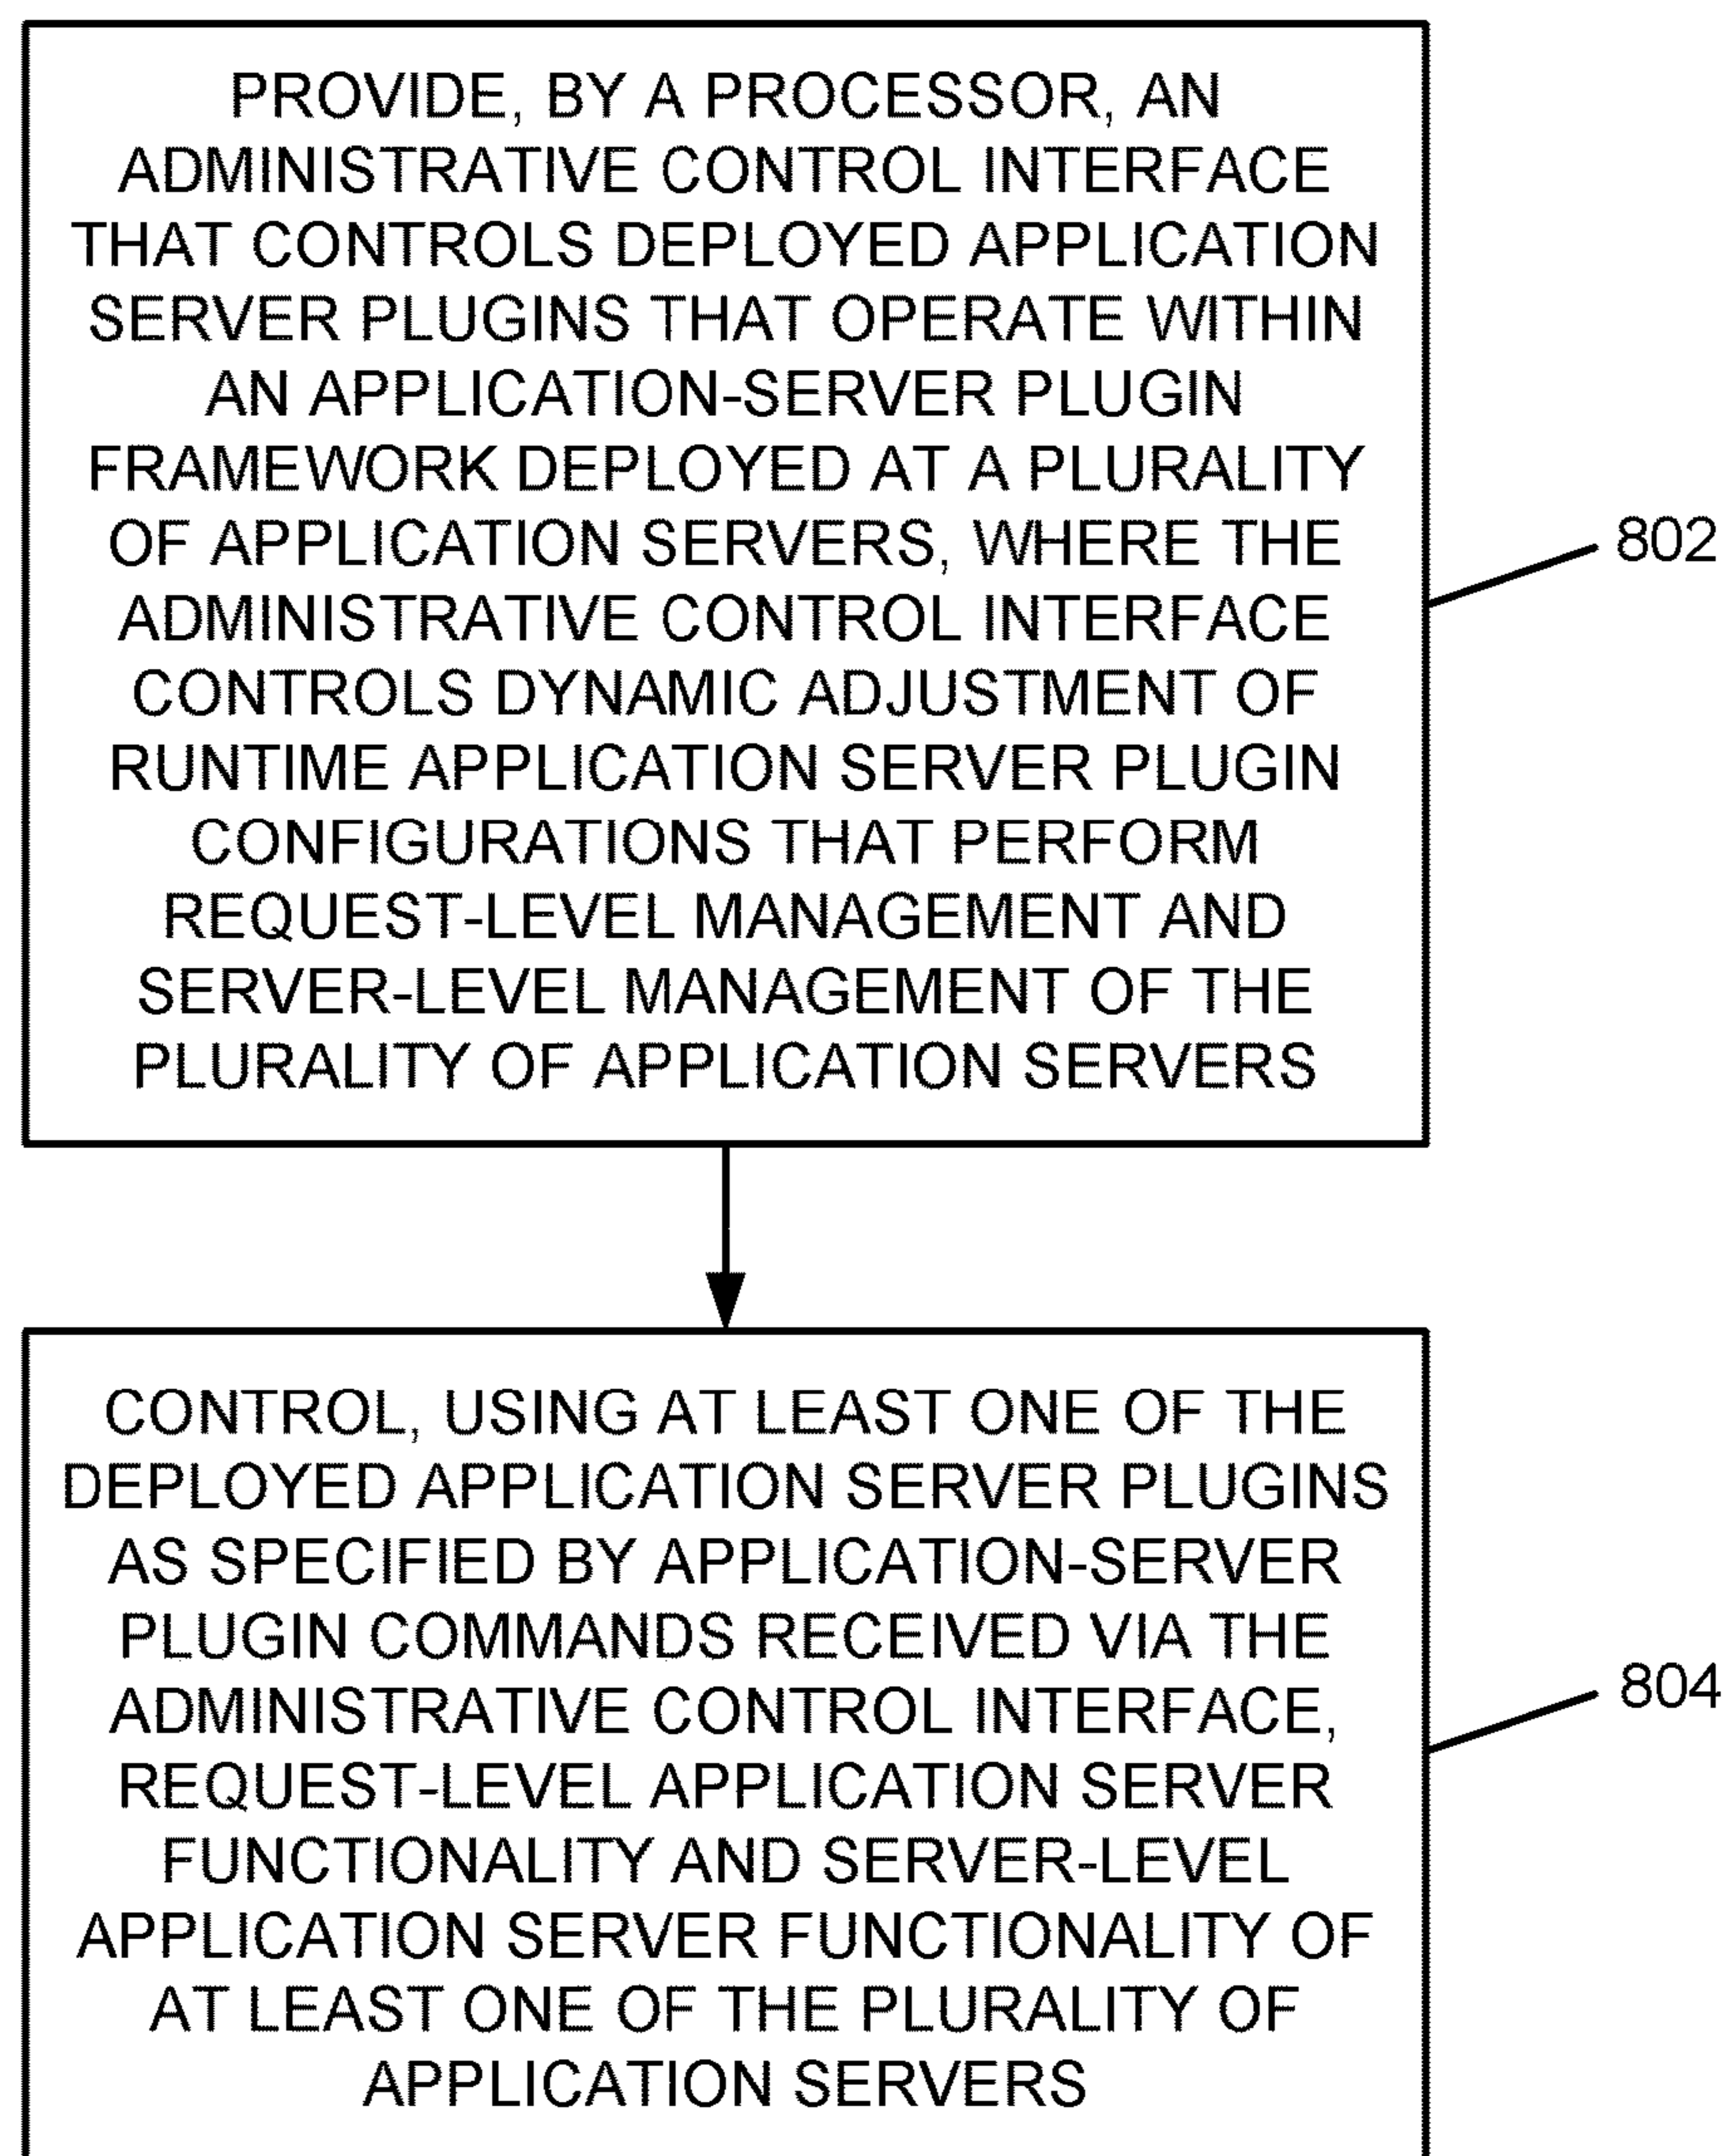 PROVIDE, BY A PROCESSOR, AN
ADMINISTRATIVE CONTROL INTERFACE
THAT CONTROLS DEPLOYED APPLICATION
SERVER PLUGINS THAT OPERATE WITHIN
AN APPLICATION-SERVER PLUGIN
FRAMEWORK DEPLOYED AT A PLURALITY
OF APPLICATION SERVERS, WHERE THE
ADMINISTRATIVE CONTROL INTERFACE
CONTROLS DYNAMIC ADJUSTMENT OF
RUNTIME APPLICATION SERVER PLUGIN
CONFIGURATIONS THAT PERFORM
REQUEST-LEVEL MANAGEMENT AND
SERVER-LEVEL MANAGEMENT OF THE
PLURALITY OF APPLICATION SERVERS
802
CONTROL, USING AT LEAST ONE OF THE
DEPLOYED APPLICATION SERVER PLUGINS
AS SPECIFIED BY APPLICATION-SERVER
PLUGIN COMMANDS RECEIVED VIA THE
ADMINISTRATIVE CONTROL INTERFACE,
REQUEST-LEVEL APPLICATION SERVER
FUNCTIONALITY AND SERVER-LEVEL
APPLICATION SERVER FUNCTIONALITY OF
AT LEAST ONE OF THE PLURALITY OF
APPLICATION SERVERS
804